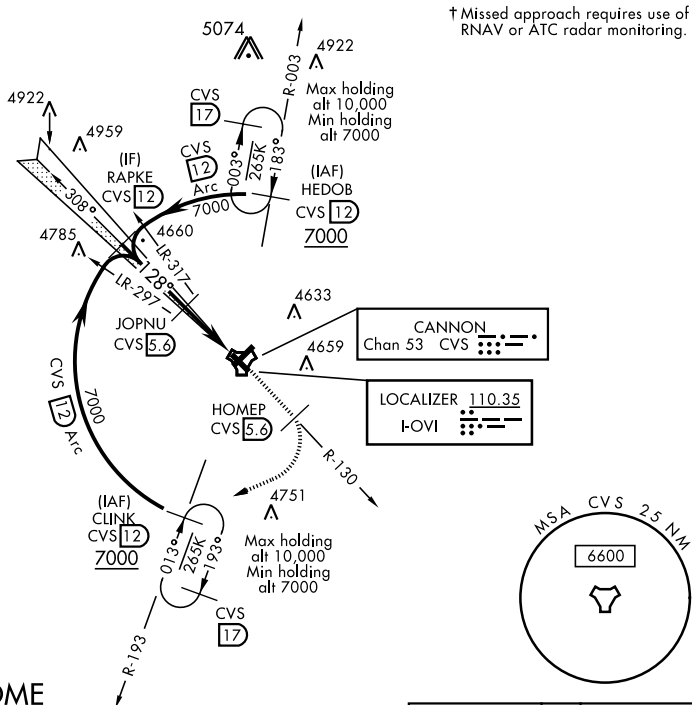 † Missed approach requires use of
RNAV or ATC radar monitoring.
5074
4922
R-003
Max holding
alt 10,000
Min holding
alt 7000
CVS
17
003°
265K
183°
4922
4959
(IF)
RAPKE
CVS 12
CVS
12
Arc
7000
(IAF)
HEDOB
CVS 12
7000
308°
4785
4660
LR-317
128°
LR-297
JOPNU
CVS 5.6
4633
4659
CANNON
Chan 53 CVS
LOCALIZER 110.35
I-OVI
CVS 12 Arc
7000
HOMEP
CVS 5.6
R-130
4751
(IAF)
CLINK
CVS 12
7000
013°
265K
193°
Max holding
alt 10,000
Min holding
alt 7000
CVS
17
R-193
MSA CVS 25 NM
6600
OME